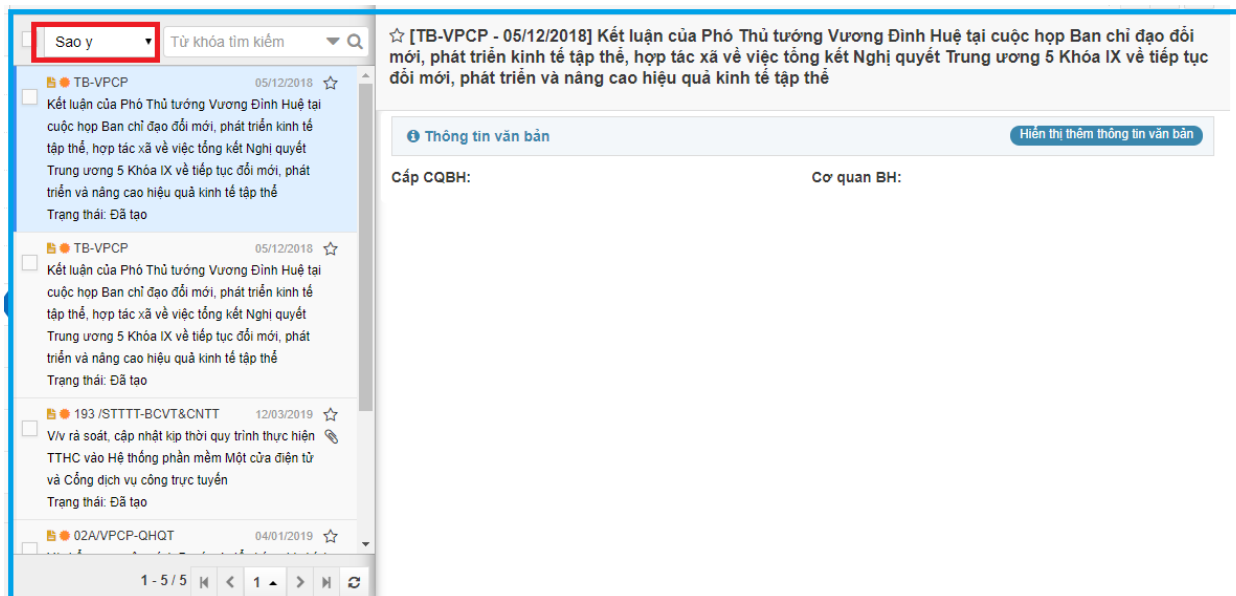 Sao y
Từ khóa tìm kiếm
TB-VPCP 05/12/2018
Kết luận của Phó Thủ tướng Vương Đình Huệ tại
cuộc họp Ban chỉ đạo đổi mới, phát triển kinh tế
tập thể, hợp tác xã về việc tổng kết Nghị quyết
Trung ương 5 Khóa IX về tiếp tục đổi mới, phát
triển và nâng cao hiệu quả kinh tế tập thể
Trạng thái: Đã tạo
TB-VPCP 05/12/2018
Kết luận của Phó Thủ tướng Vương Đình Huệ tại
cuộc họp Ban chỉ đạo đổi mới, phát triển kinh tế
tập thể, hợp tác xã về việc tổng kết Nghị quyết
Trung ương 5 Khóa IX về tiếp tục đổi mới, phát
triển và nâng cao hiệu quả kinh tế tập thể
Trạng thái: Đã tạo
193 /STTTT-BCVT&CNTT 12/03/2019
V/v rà soát, cập nhật kịp thời quy trình thực hiện
TTHC vào Hệ thống phần mềm Một cửa điện tử
và Cổng dịch vụ công trực tuyến
Trạng thái: Đã tạo
02A/VPCP-QHQT 04/01/2019
1 - 5 / 5 1
[TB-VPCP - 05/12/2018] Kết luận của Phó Thủ tướng Vương Đình Huệ tại cuộc họp Ban chỉ đạo đổi
mới, phát triển kinh tế tập thể, hợp tác xã về việc tổng kết Nghị quyết Trung ương 5 Khóa IX về tiếp tục
đổi mới, phát triển và nâng cao hiệu quả kinh tế tập thể
Thông tin văn bản
Hiển thị thêm thông tin văn bản
Cấp CQBH: Cơ quan BH: